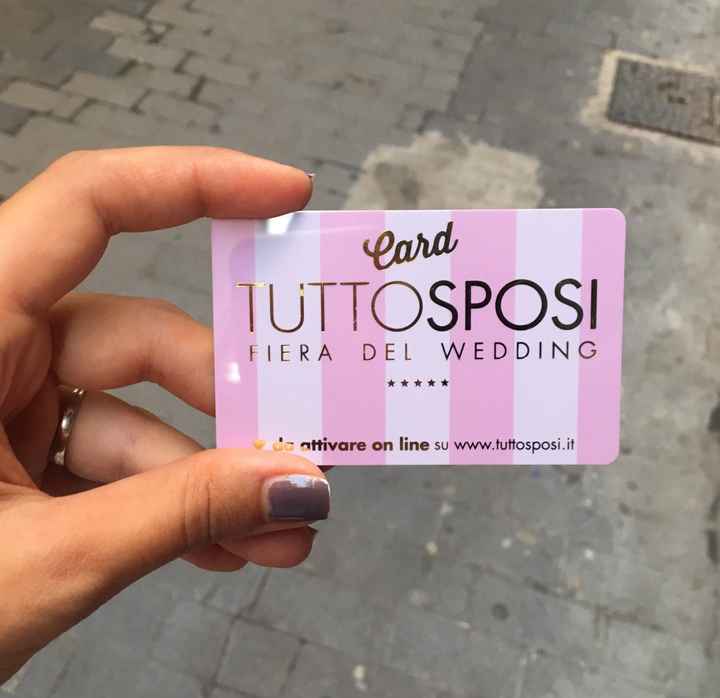 Card
TUTTOSPOSI
FIERA DEL WEDDING
da attivare on line su www.tuttosposi.it